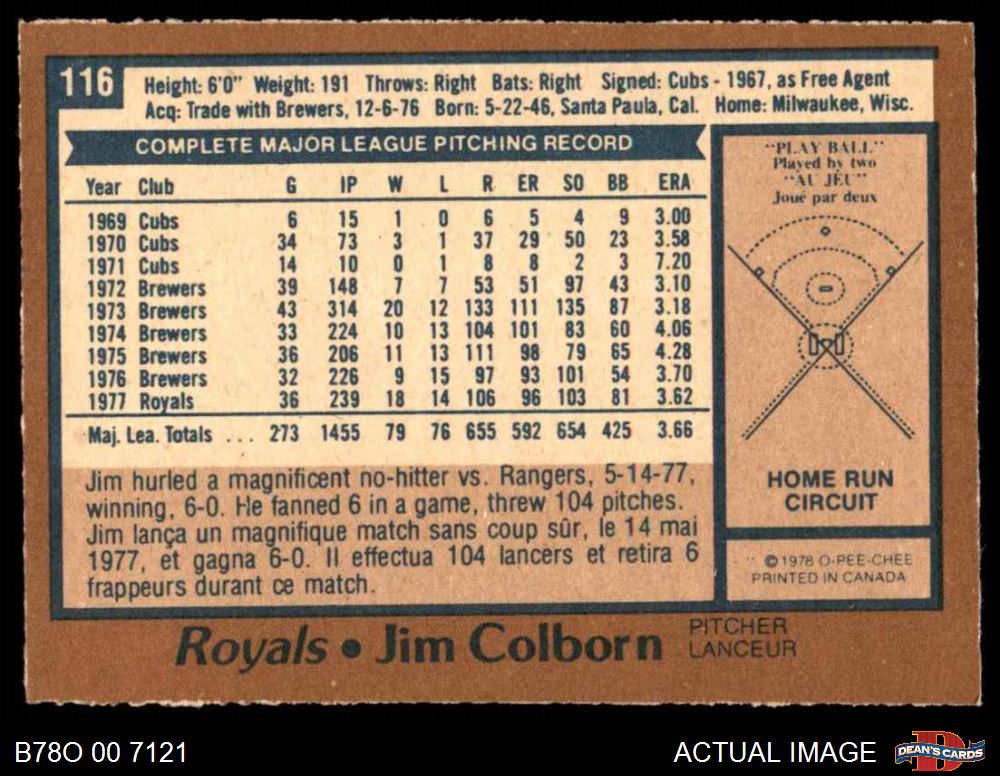 116
Height: 6'0" Weight: 191 Throws: Right Bats: Right Signed: Cubs - 1967, as Free Agent
Acq: Trade with Brewers, 12-6-76 Born: 5-22-46, Santa Paula, Cal. Home: Milwaukee, Wisc.
COMPLETE MAJOR LEAGUE PITCHING RECORD
Year Club G IP W L R ER SO BB ERA
1969 Cubs 6 15 1 0 6 5 4 9 3.00
1970 Cubs 34 73 3 1 37 29 50 23 3.58
1971 Cubs 14 10 0 1 8 8 2 3 7.20
1972 Brewers 39 148 7 7 53 51 97 43 3.10
1973 Brewers 43 314 20 12 133 111 135 87 3.18
1974 Brewers 33 224 10 13 104 101 83 60 4.06
1975 Brewers 36 206 11 13 111 98 79 65 4.28
1976 Brewers 32 226 9 15 97 93 101 54 3.70
1977 Royals 36 239 18 14 106 96 103 81 3.62
Maj. Lea. Totals ... 273 1455 79 76 655 592 654 425 3.66
Jim hurled a magnificent no-hitter vs. Rangers, 5-14-77,
winning, 6-0. He fanned 6 in a game, threw 104 pitches.
Jim lança un magnifique match sans coup sûr, le 14 mai
1977, et gagna 6-0. Il effectua 104 lancers et retira 6
frappeurs durant ce match.
"PLAY BALL"
Played by two
"AU JEU"
Joué par deux
HOME RUN
CIRCUIT
©1978 O-PEE-CHEE
PRINTED IN CANADA
Royals • Jim Colborn PITCHER
LANCEUR
B78O 00 7121
ACTUAL IMAGE
DEAN'S CARDS